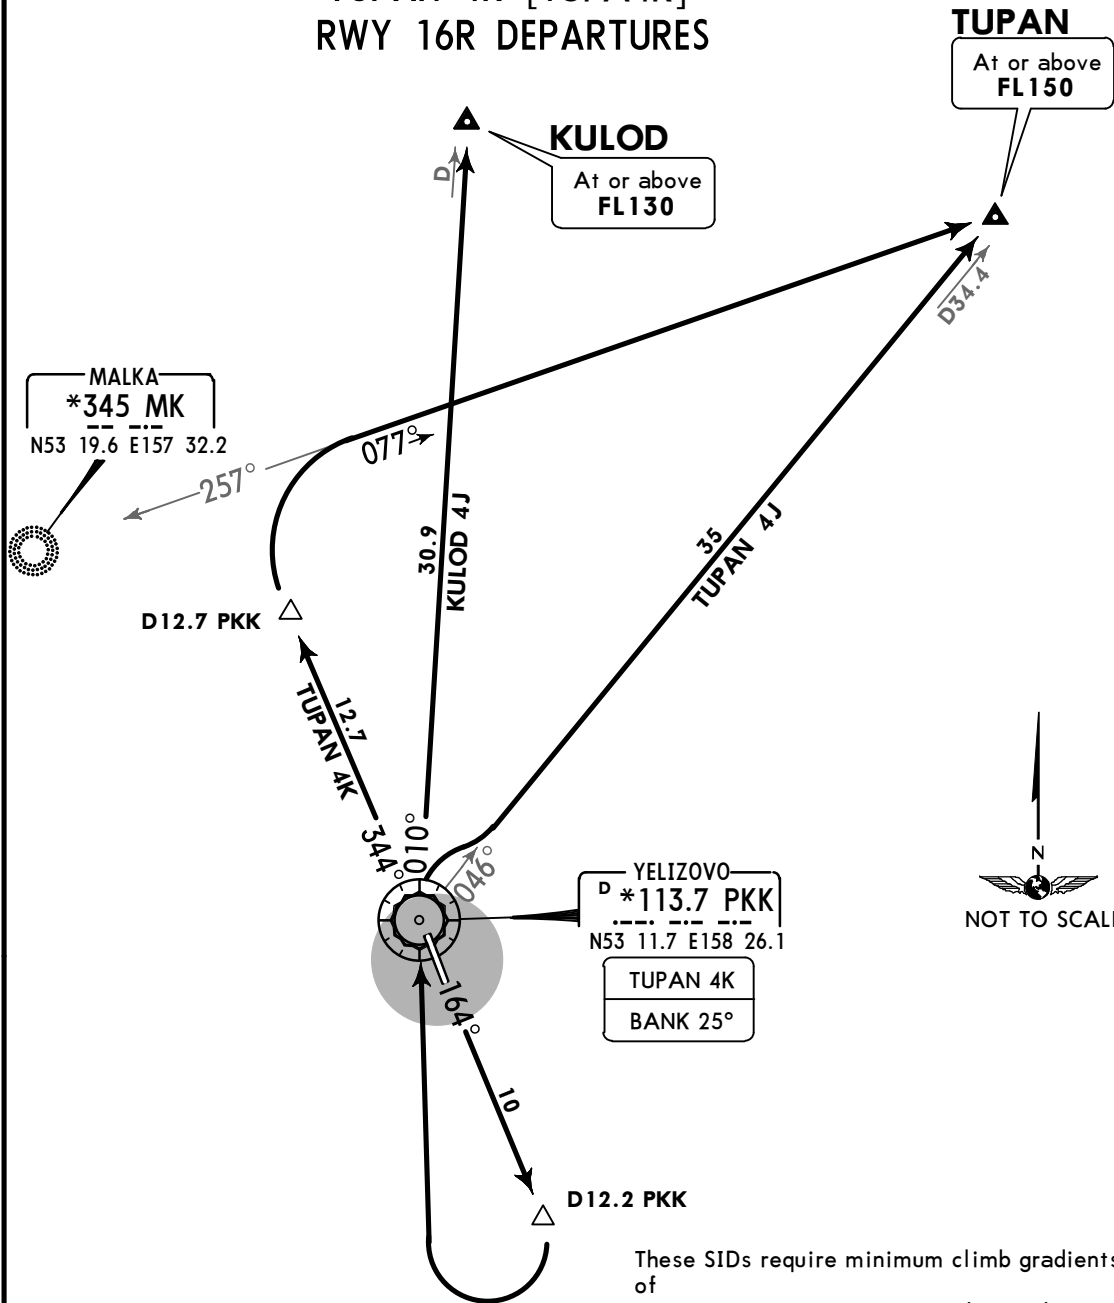 RWY 16R DEPARTURES
TUPAN
At or above
FL150
KULOD
At or above
FL130
D
D34.4
MALKA
*345 MK
N53 19.6 E157 32.2
257°
077°
30.9
KULOD 4J
35
TUPAN 4J
D12.7 PKK
12.7
TUPAN 4K
344°
010°
046°
YELIZOVO
D *113.7 PKK
N53 11.7 E158 26.1
TUPAN 4K
BANK 25°
N
NOT TO SCALE
164°
10
D12.2 PKK
These SIDs require minimum climb gradients
of